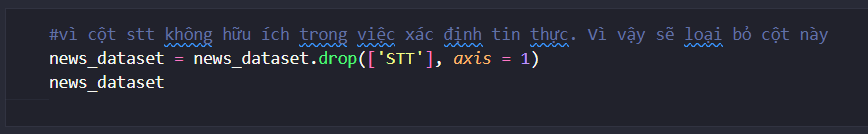 #vì cột stt không hữu ích trong việc xác định tin thực. Vì vậy sẽ loại bỏ cột này
news_dataset = news_dataset.drop(['STT'], axis = 1)
news_dataset